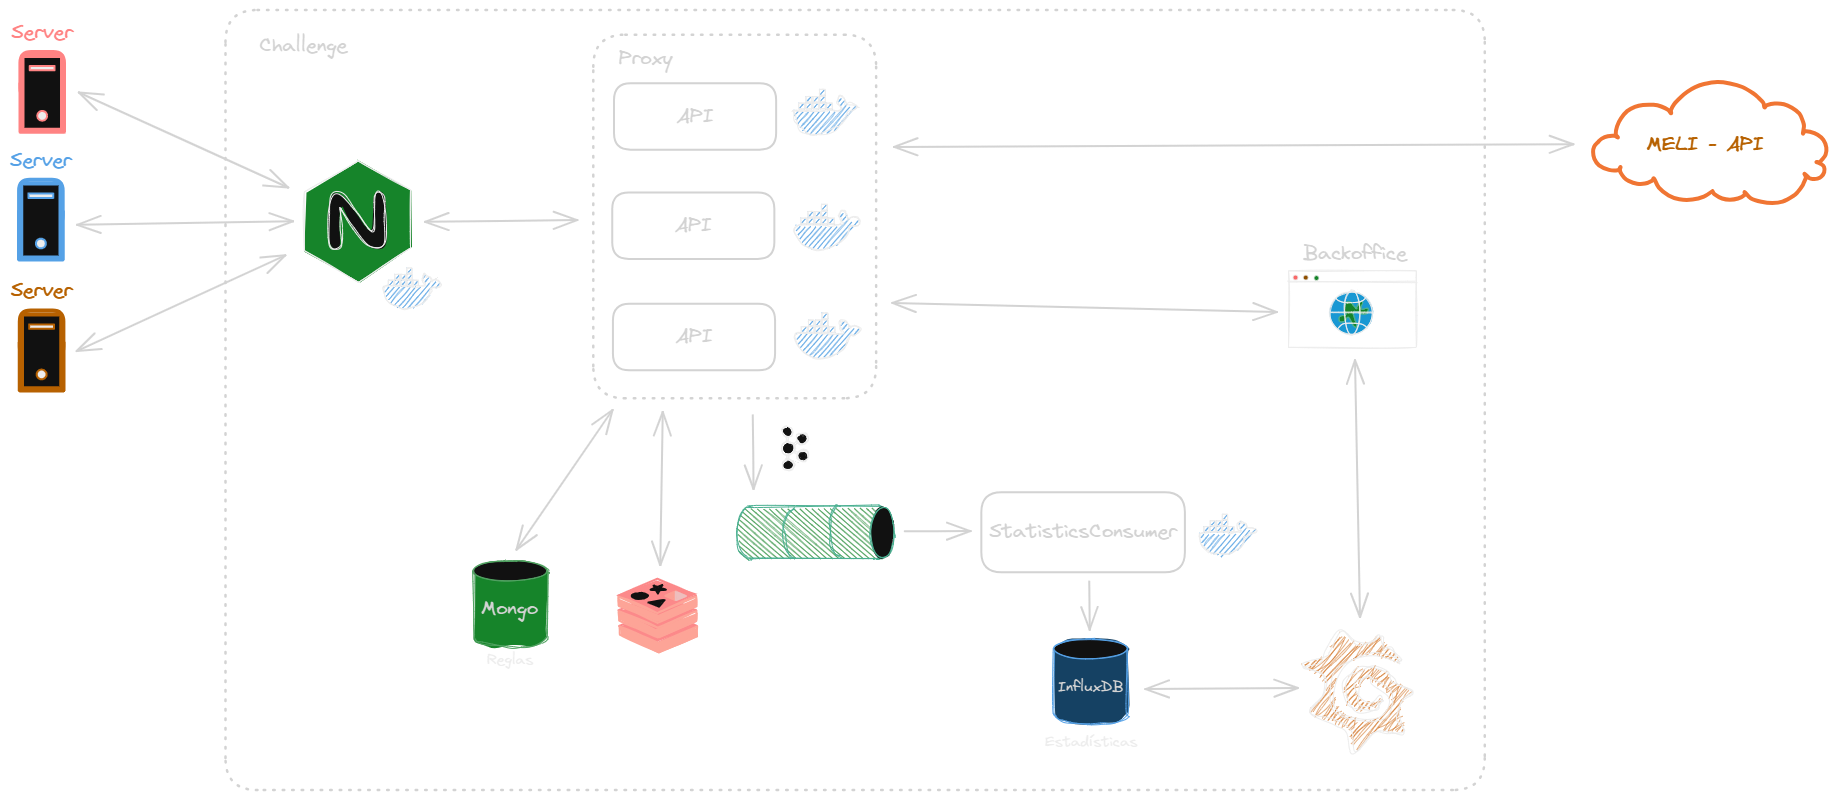 Server
Challenge
Proxy
API
MELI - API
Server
API
Backoffice
Server
API
StatisticsConsumer
Mongo
Reglas
InfluxDB
Estadísticas
N